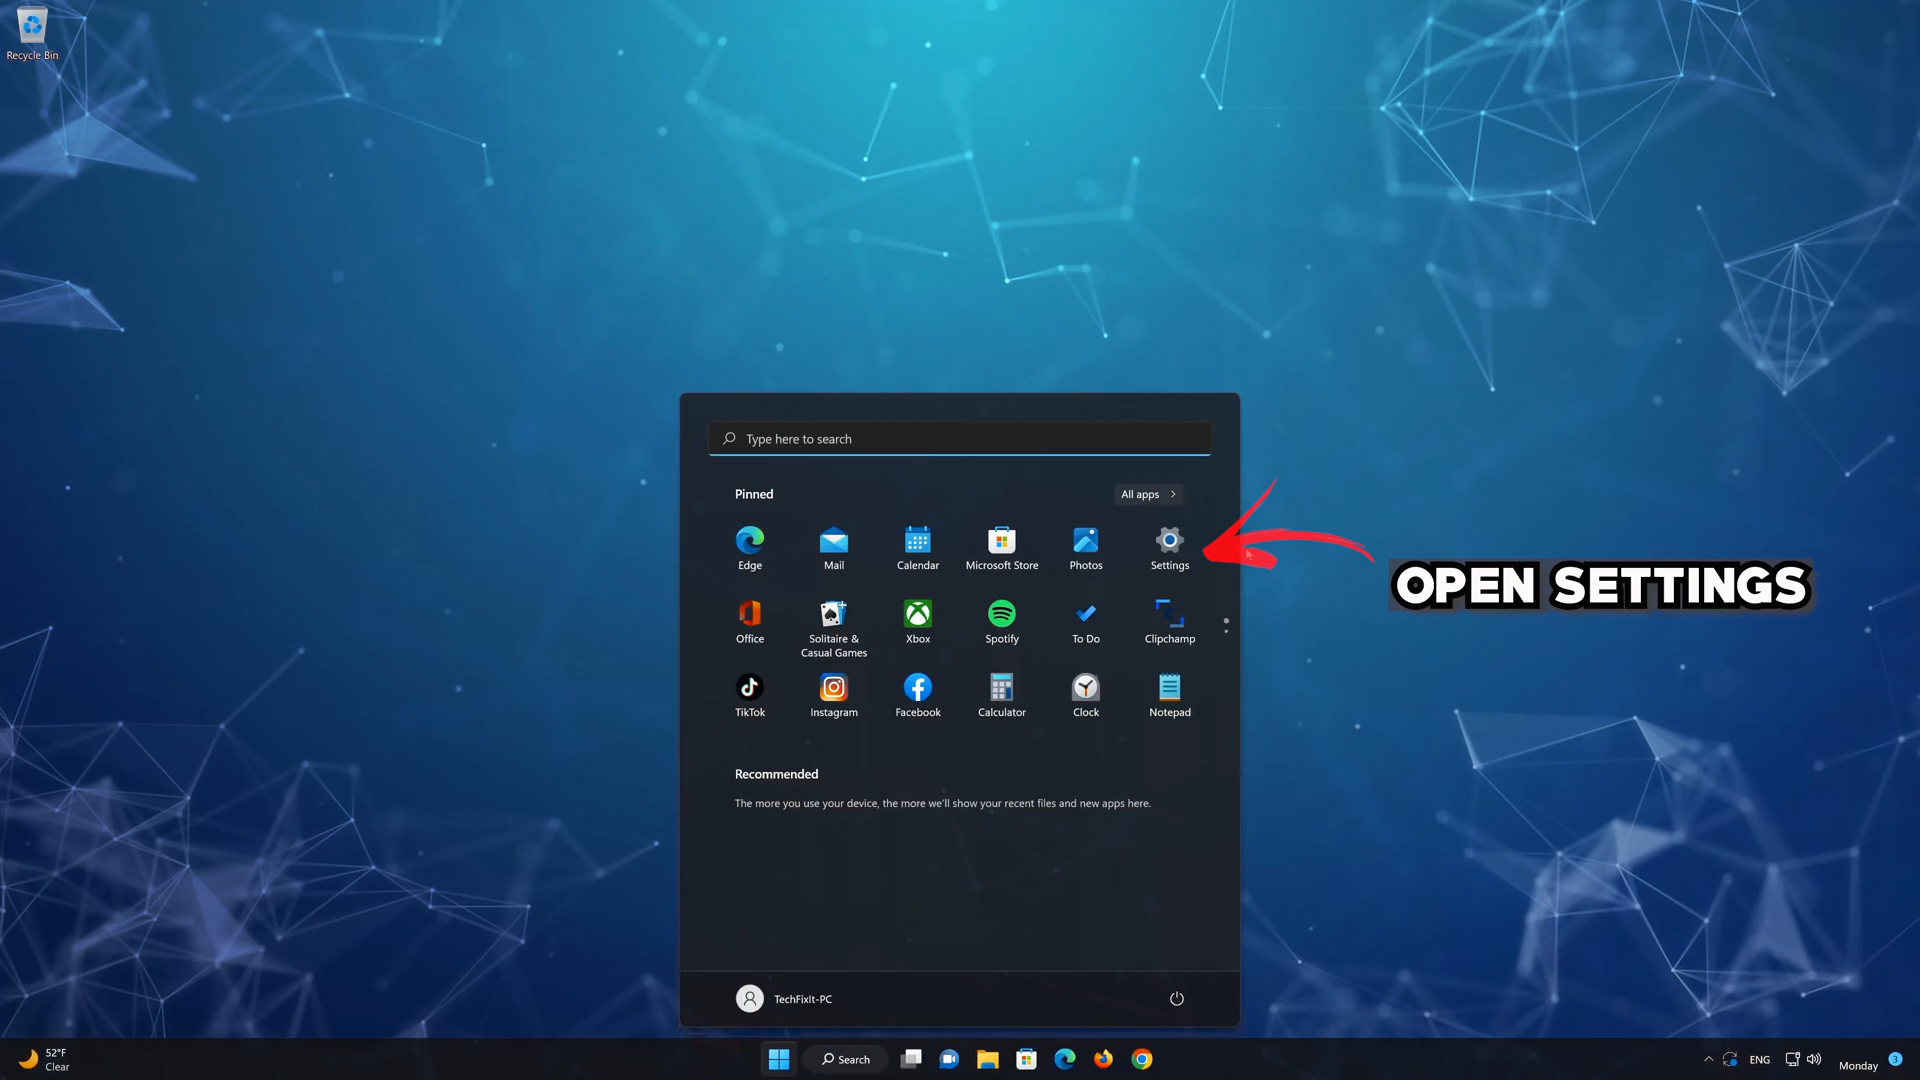 Recycle Bin
Type here to search
Pinned
All apps
Edge
Mail
Calendar
Microsoft Store
Photos
Settings
OPEN SETTINGS
Office
Solitaire &
Casual Games
Xbox
Spotify
To Do
Clipchamp
TikTok
Instagram
Facebook
Calculator
Clock
Notepad
Recommended
The more you use your device, the more we'll show your recent files and new apps here.
TechFixIt-PC
52°F
Clear
Search
ENG
Monday
3